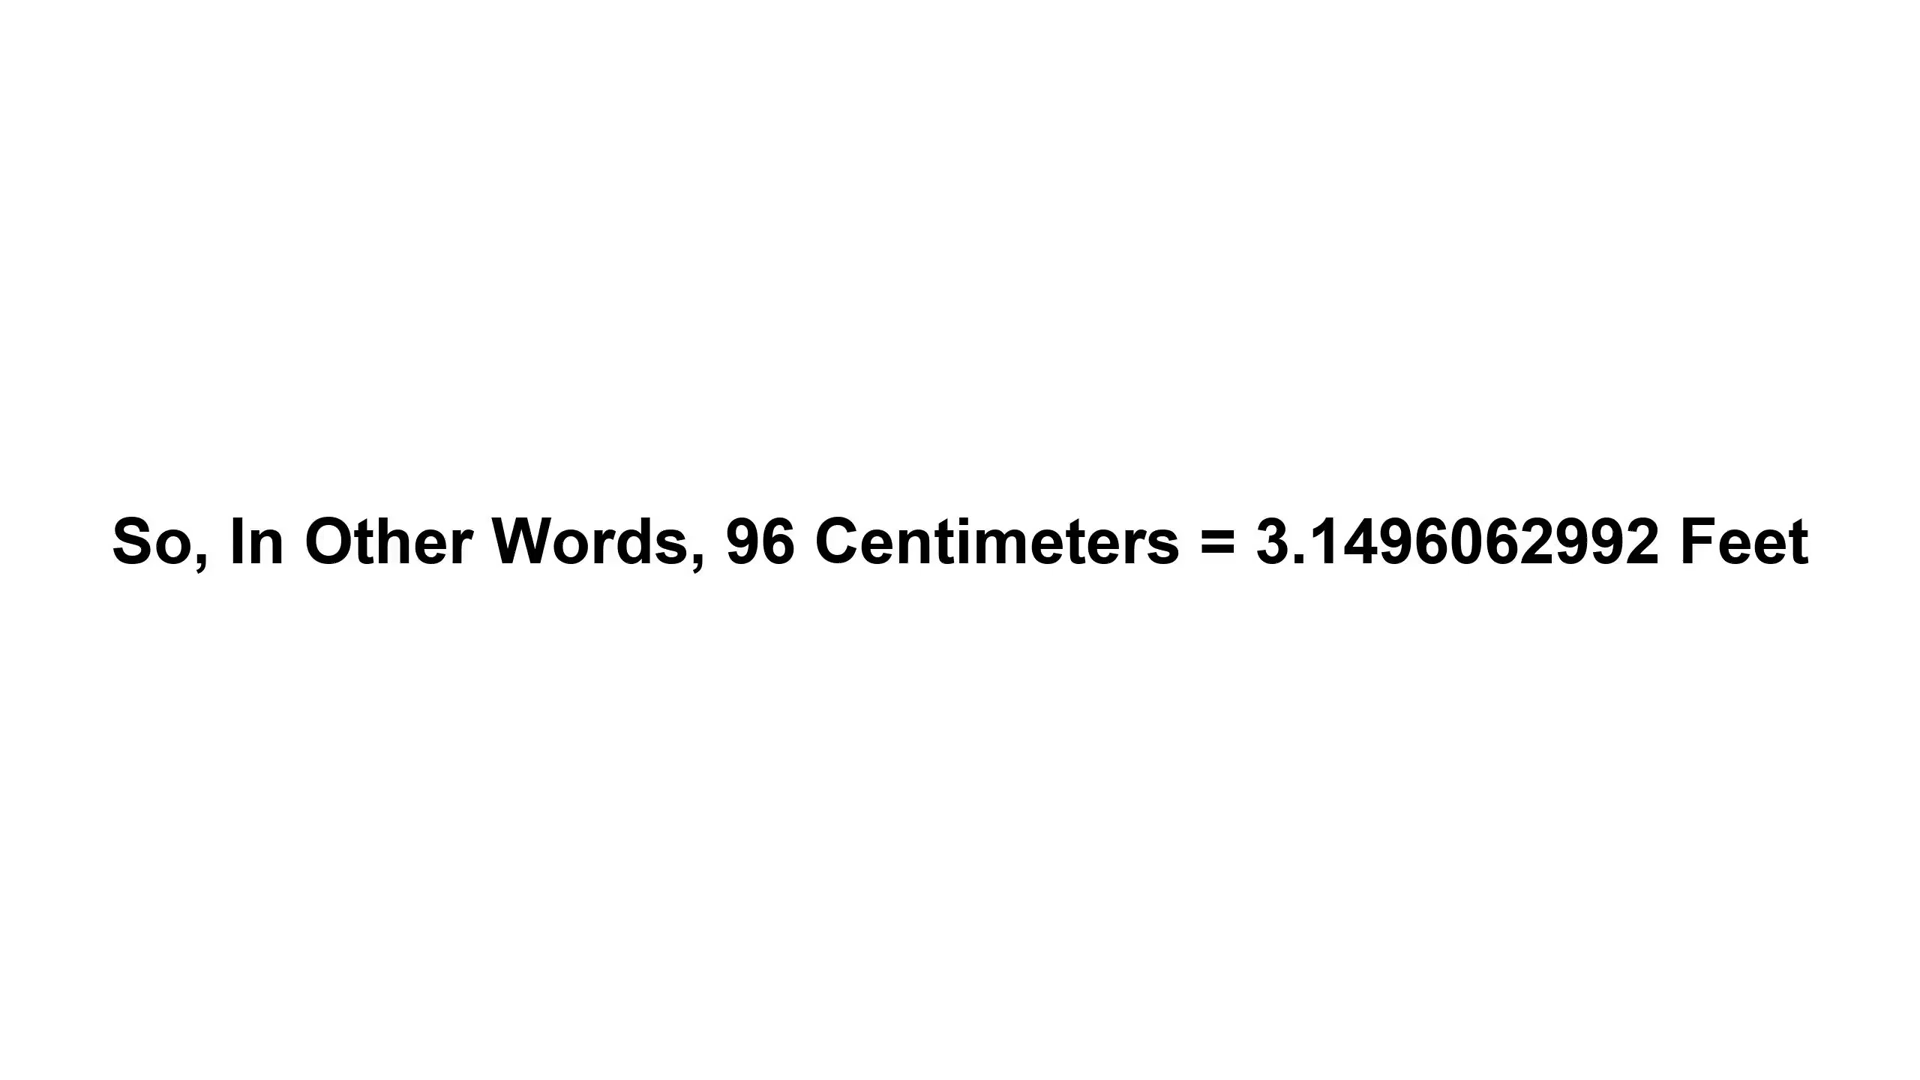 So, In Other Words, 96 Centimeters = 3.1496062992 Feet